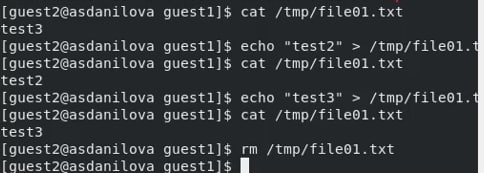 [guest2@asdanilova guest1]$ cat /tmp/file01.txt
test3
[guest2@asdanilova guest1]$ echo "test2" > /tmp/file01.t
[guest2@asdanilova guest1]$ cat /tmp/file01.txt
test2
[guest2@asdanilova guest1]$ echo "test3" > /tmp/file01.t
[guest2@asdanilova guest1]$ cat /tmp/file01.txt
test3
[guest2@asdanilova guest1]$ rm /tmp/file01.txt
[guest2@asdanilova guest1]$